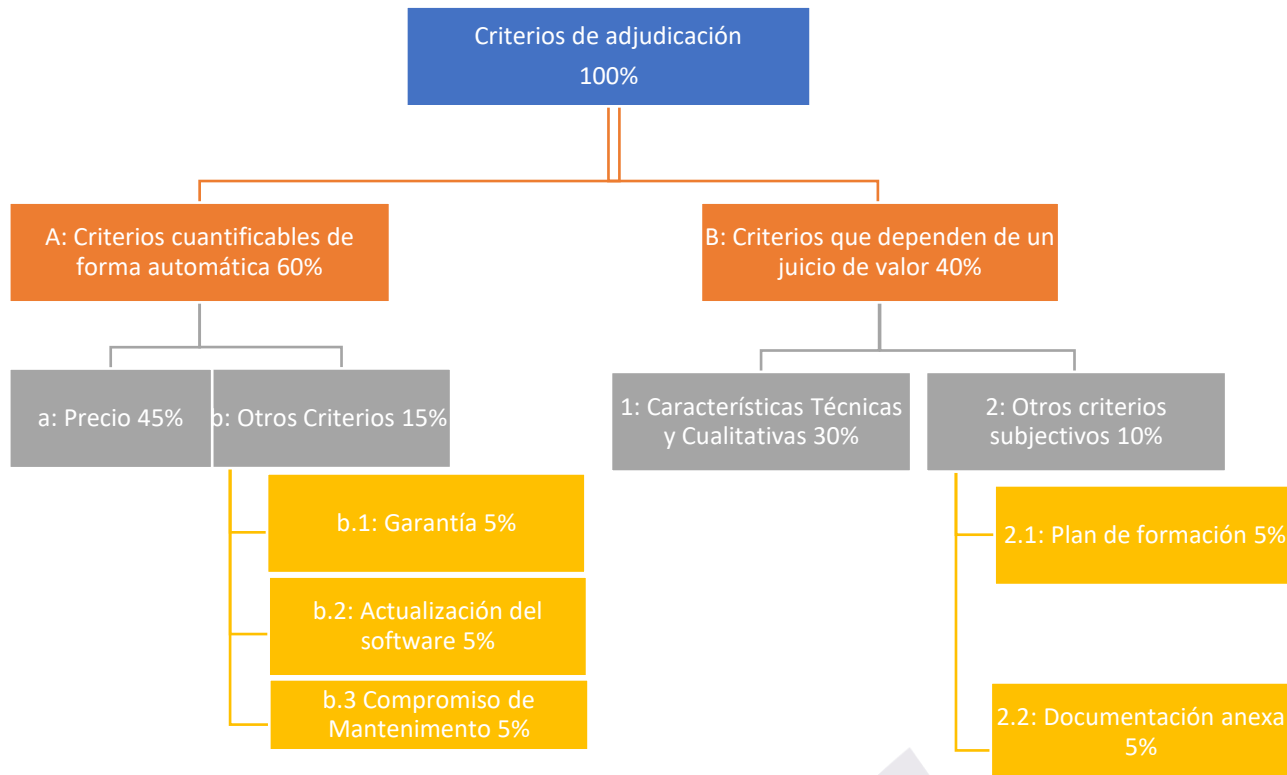 Criterios de adjudicación
100%
A: Criterios cuantificables de
forma automática 60%
B: Criterios que dependen de un
juicio de valor 40%
a: Precio 45%
b: Otros Criterios 15%
1: Características Técnicas
y Cualitativas 30%
2: Otros criterios
subjectivos 10%
b.1: Garantía 5%
b.2: Actualización del
software 5%
b.3 Compromiso de
Mantenimento 5%
2.1: Plan de formación 5%
2.2: Documentación anexa
5%